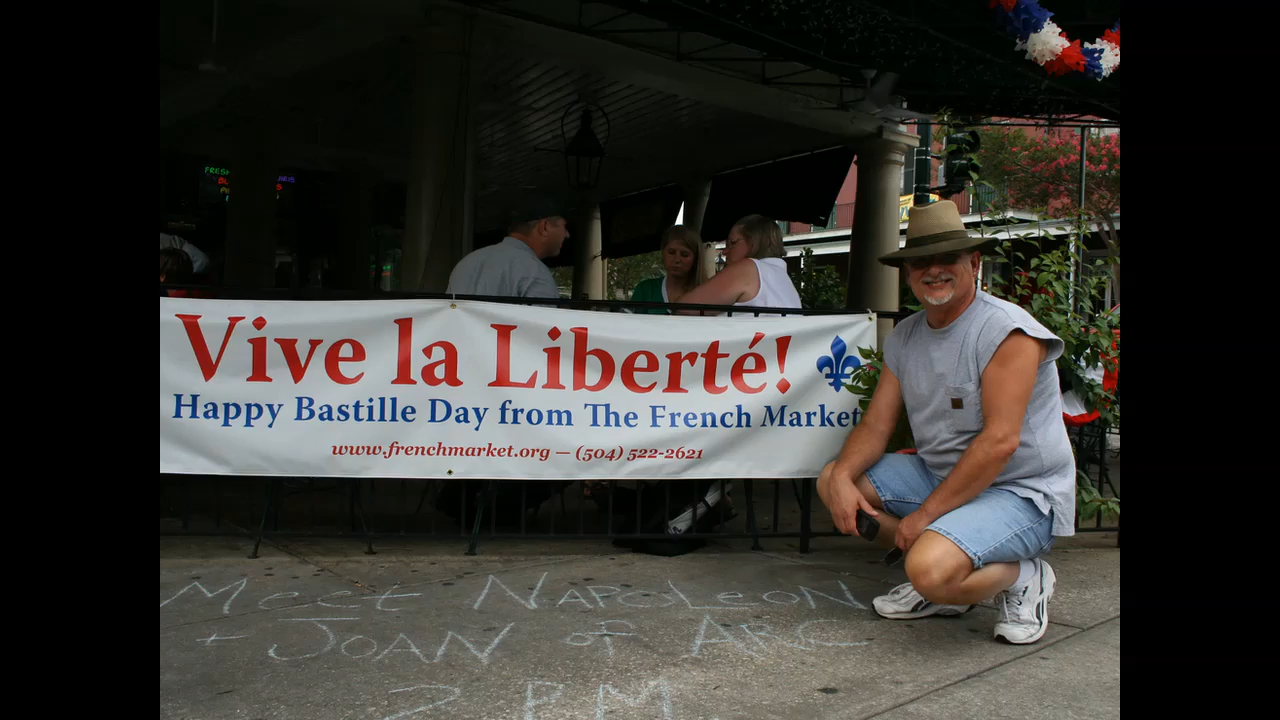 Vive la Liberté!
Happy Bastille Day from The French Market
www.frenchmarket.org — (504) 522-2621
Meet Napoleon
+ Joan of Arc
2 PM
FRESH